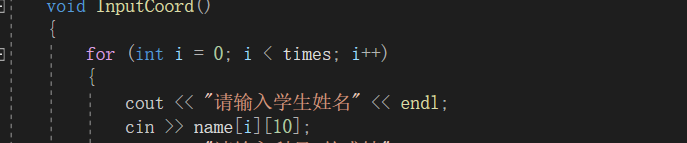 void InputCoord()
{
for (int i = 0; i < times; i++)
{
cout << "请输入学生姓名" << endl;
cin >> name[i][10];